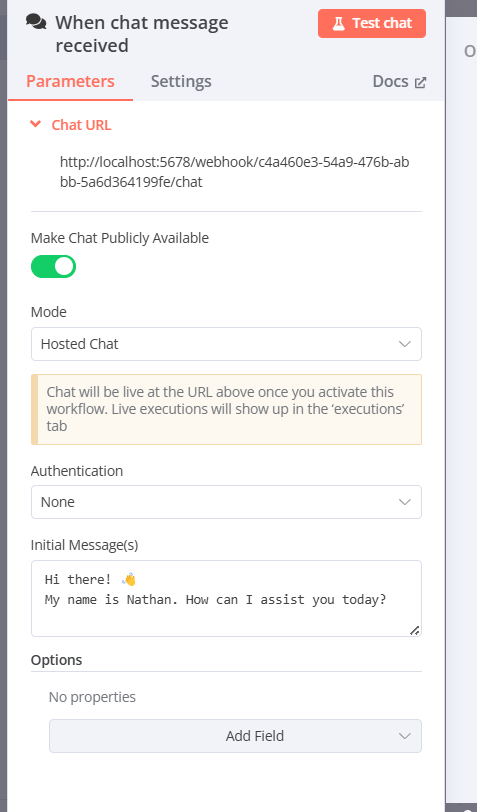 When chat message
received
Test chat
Parameters
Settings
Docs
Chat URL
http://localhost:5678/webhook/c4a460e3-54a9-476b-ab
bb-5a6d364199fe/chat
Make Chat Publicly Available
Mode
Hosted Chat
Chat will be live at the URL above once you activate this
workflow. Live executions will show up in the ‘executions’
tab
Authentication
None
Initial Message(s)
Hi there! 👋
My name is Nathan. How can I assist you today?
Options
No properties
Add Field